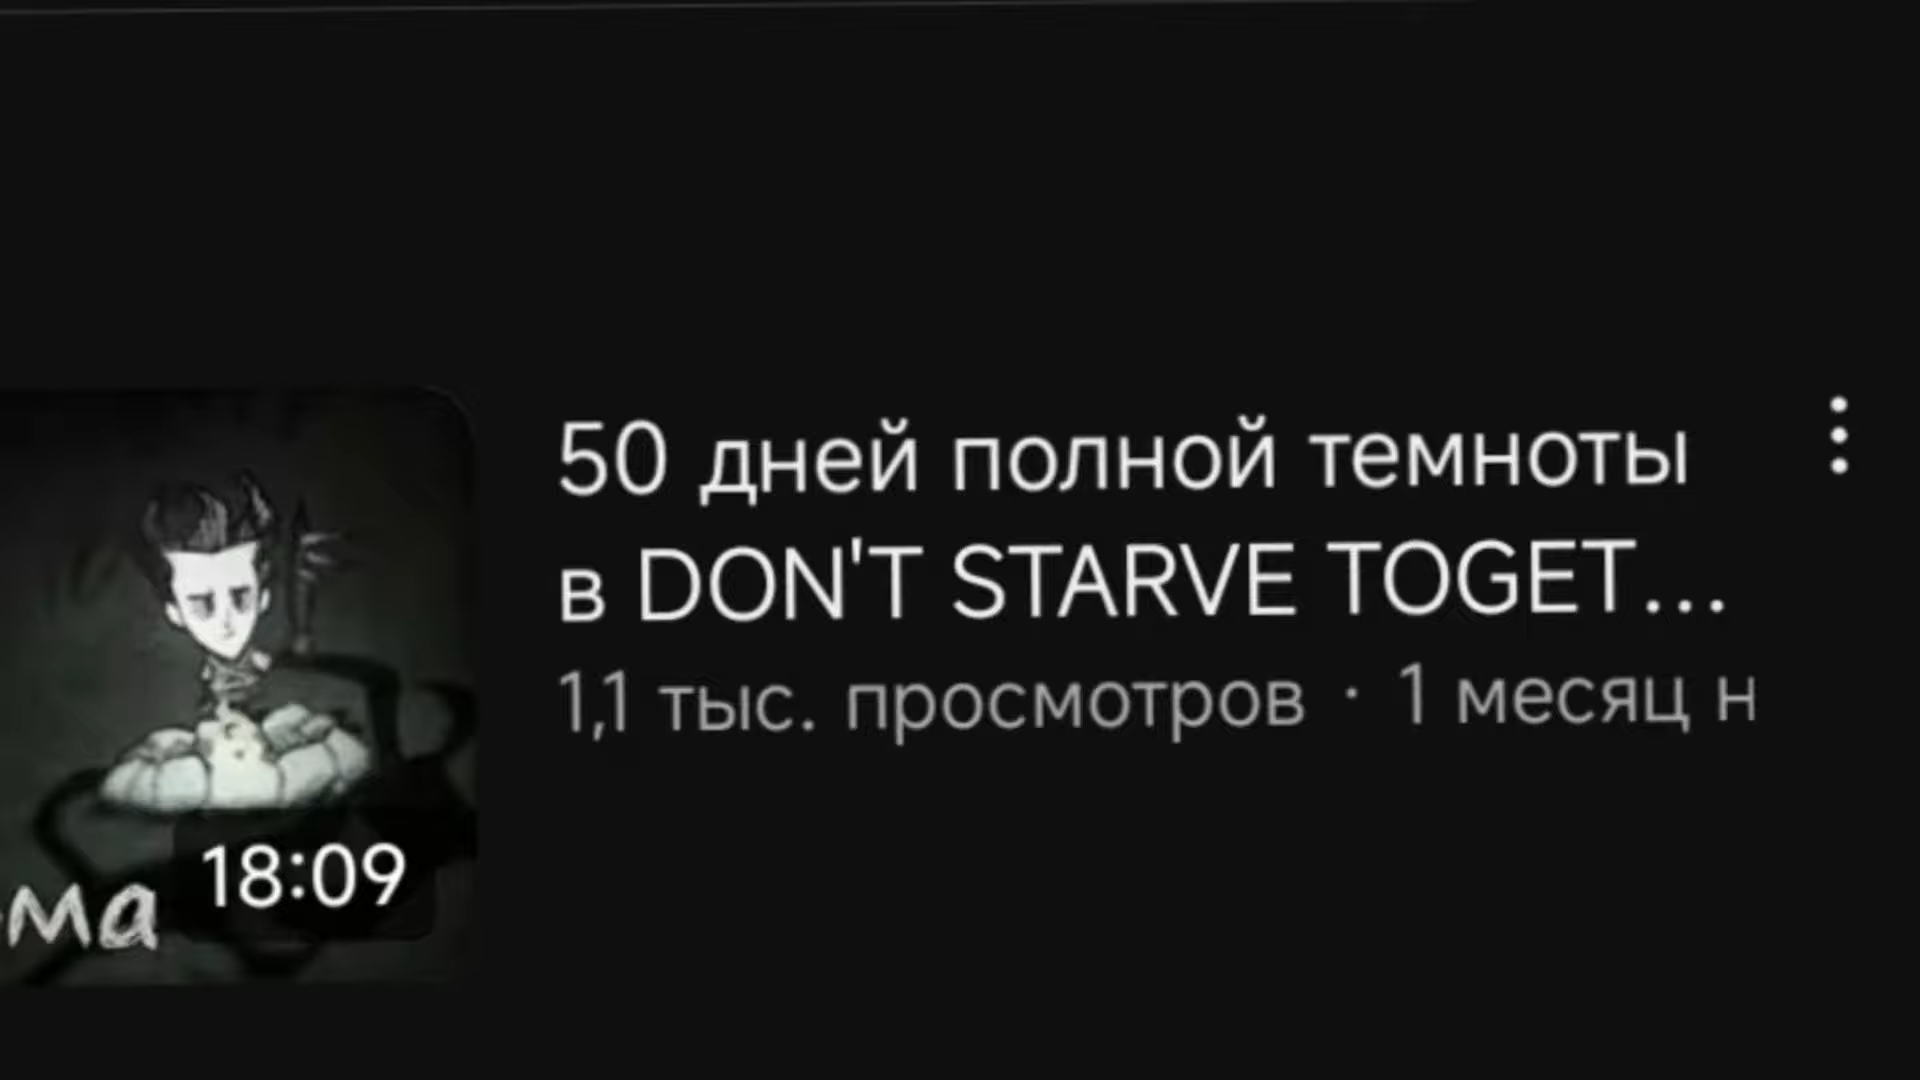 50 дней полной темноты
в DON'T STARVE TOGET...
1,1 тыс. просмотров · 1 месяц н
18:09
ма